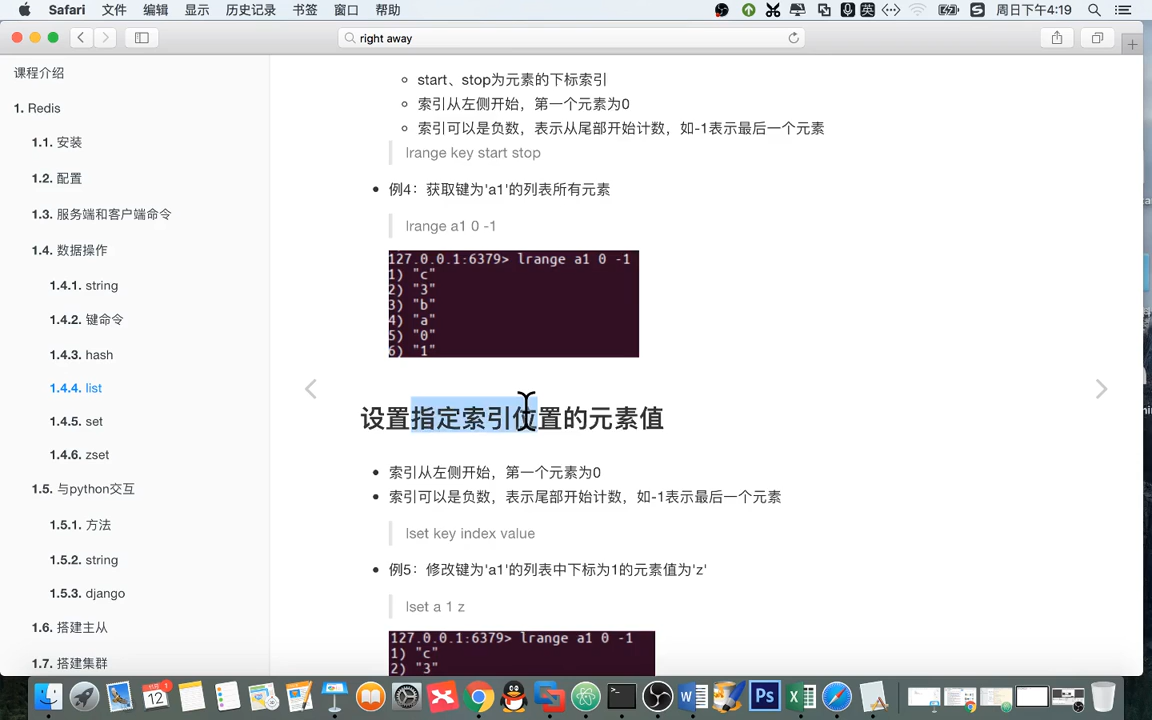 Safari 文件 编辑 显示 历史记录 书签 窗口 帮助 英 周日下午4:19
right away
课程介绍
1. Redis
1.1. 安装
1.2. 配置
1.3. 服务端和客户端命令
1.4. 数据操作
1.4.1. string
1.4.2. 键命令
1.4.3. hash
1.4.4. list
1.4.5. set
1.4.6. zset
1.5. 与python交互
1.5.1. 方法
1.5.2. string
1.5.3. django
1.6. 搭建主从
1.7. 搭建集群
start、stop为元素的下标索引
索引从左侧开始，第一个元素为0
索引可以是负数，表示从尾部开始计数，如-1表示最后一个元素
lrange key start stop
例4：获取键为'a1'的列表所有元素
lrange a1 0 -1
127.0.0.1:6379> lrange a1 0 -1
1) "c"
2) "3"
3) "b"
4) "a"
5) "0"
6) "1"
设置指定索引位置的元素值
索引从左侧开始，第一个元素为0
索引可以是负数，表示尾部开始计数，如-1表示最后一个元素
lset key index value
例5：修改键为'a1'的列表中下标为1的元素值为'z'
lset a 1 z
127.0.0.1:6379> lrange a1 0 -1
1) "c"
2) "3"
12
W
Ps
X